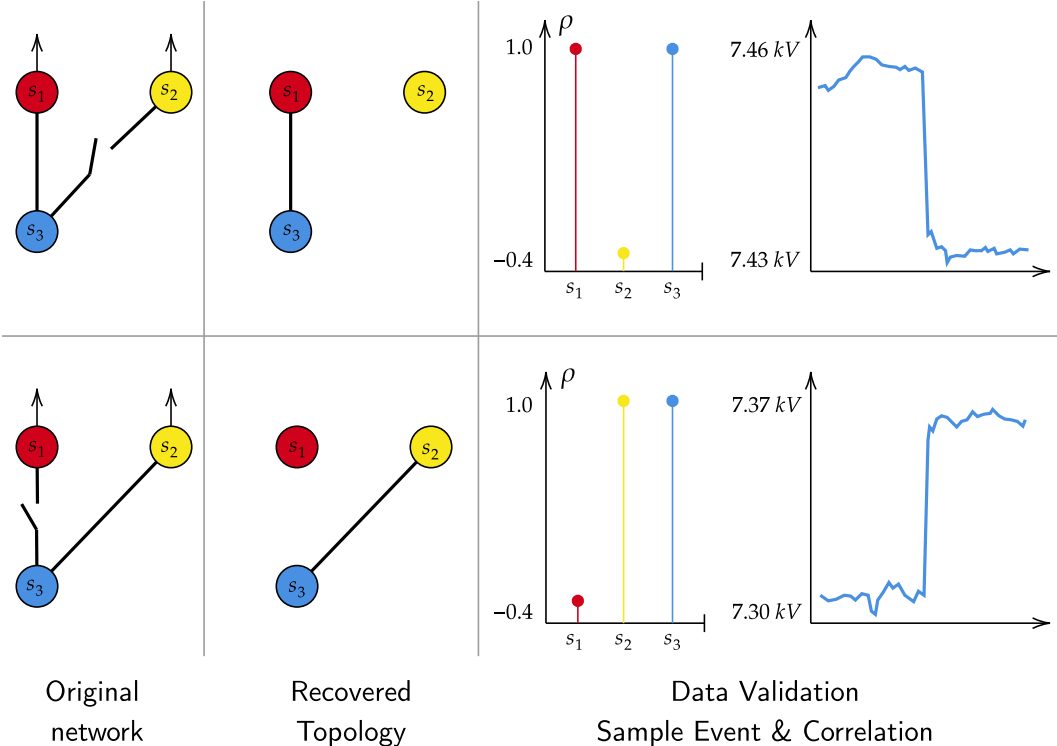 s1 s2
s3
s1 s2
s3
1.0 ρ
−0.4
s1 s2 s3
7.46 kV
7.43 kV
s1 s2
s3
s1 s2
s3
1.0 ρ
−0.4
s1 s2 s3
7.37 kV
7.30 kV
Original
network
Recovered
Topology
Data Validation
Sample Event & Correlation